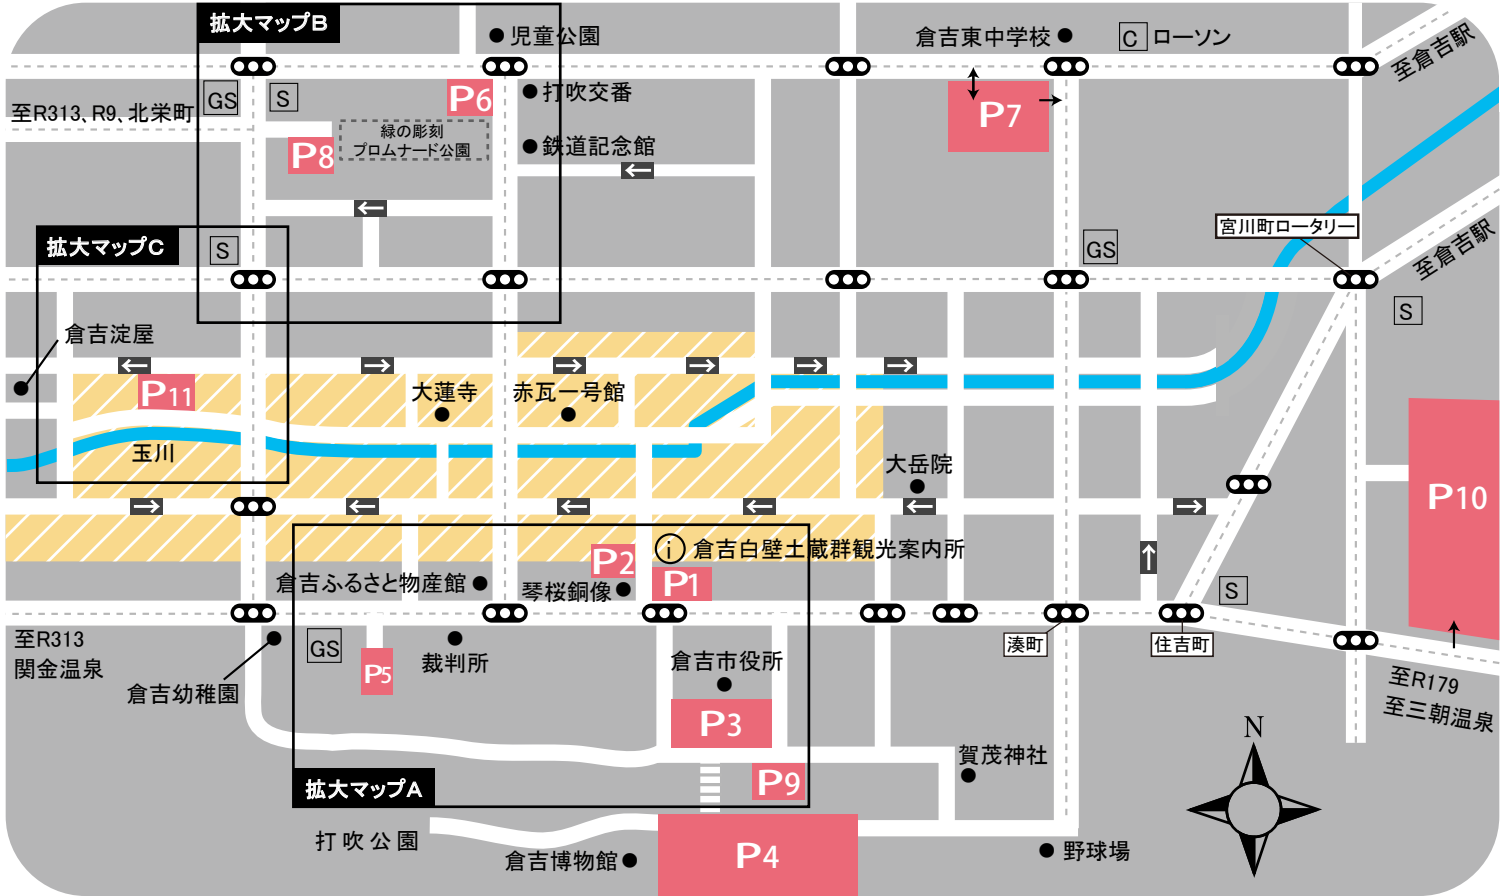 拡大マップB
児童公園
倉吉東中学校
C ローソン
至倉吉駅
GS
S
P6
打吹交番
P7
至R313、R9、北栄町
緑の彫刻
プロムナード公園
P8
鉄道記念館
拡大マップC
S
宮川町ロータリー
GS
至倉吉駅
S
倉吉淀屋
P11
大蓮寺
赤瓦一号館
玉川
大岳院
P10
i 倉吉白壁土蔵群観光案内所
P2
P1
倉吉ふるさと物産館
琴桜銅像
S
至R313
関金温泉
GS
湊町
住吉町
裁判所
倉吉市役所
P5
倉吉幼稚園
至R179
至三朝温泉
P3
N
賀茂神社
拡大マップA
P9
打吹公園
倉吉博物館
P4
野球場